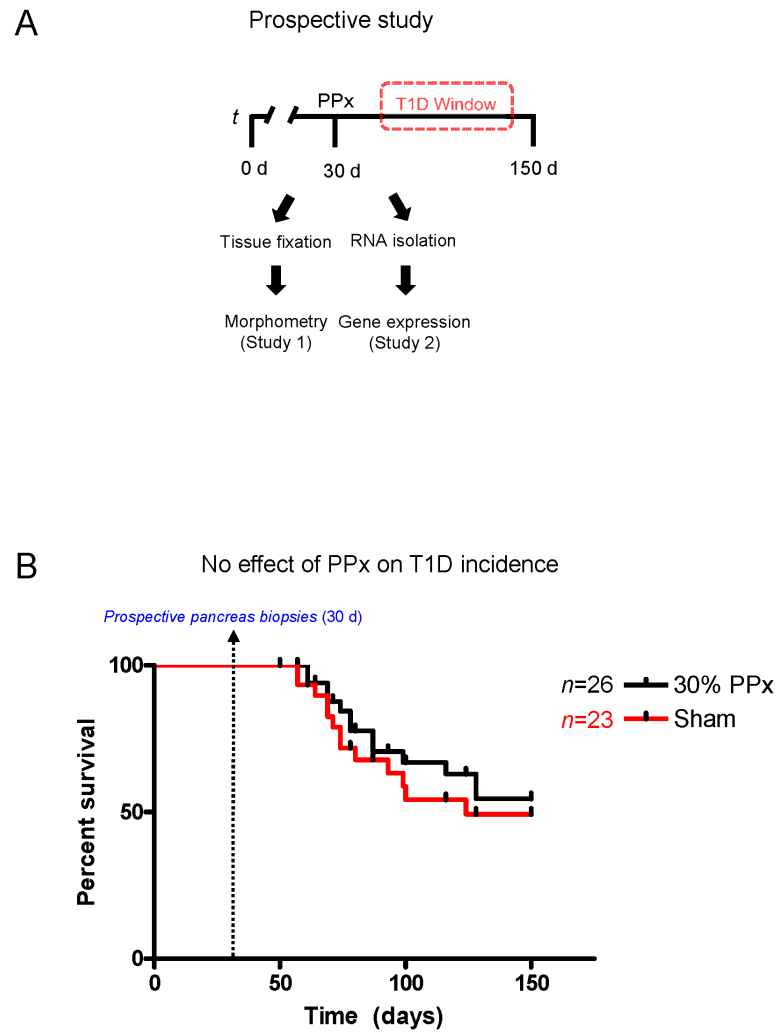 A
Prospective study
PPx
T1D Window
t
0 d
30 d
150 d
Tissue fixation
RNA isolation
Morphometry
(Study 1)
Gene expression
(Study 2)
B
No effect of PPx on T1D incidence
Prospective pancreas biopsies (30 d)
100
50
0
Percent survival
n=26
30% PPx
n=23
Sham
0
50
100
150
Time (days)